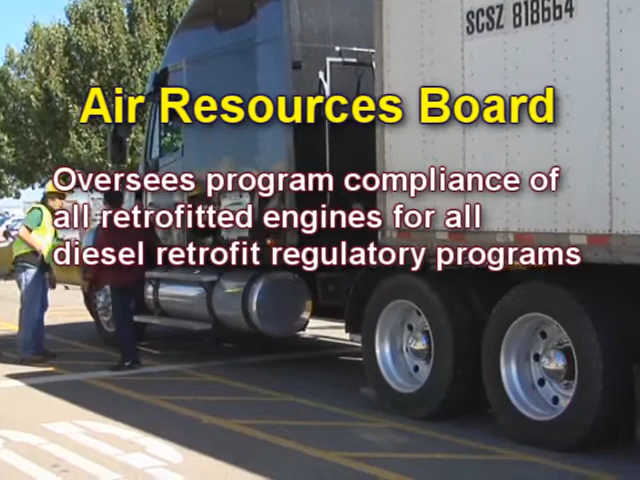 SCSZ 818664
Air Resources Board
Oversees program compliance of
all retrofitted engines for all
diesel retrofit regulatory programs